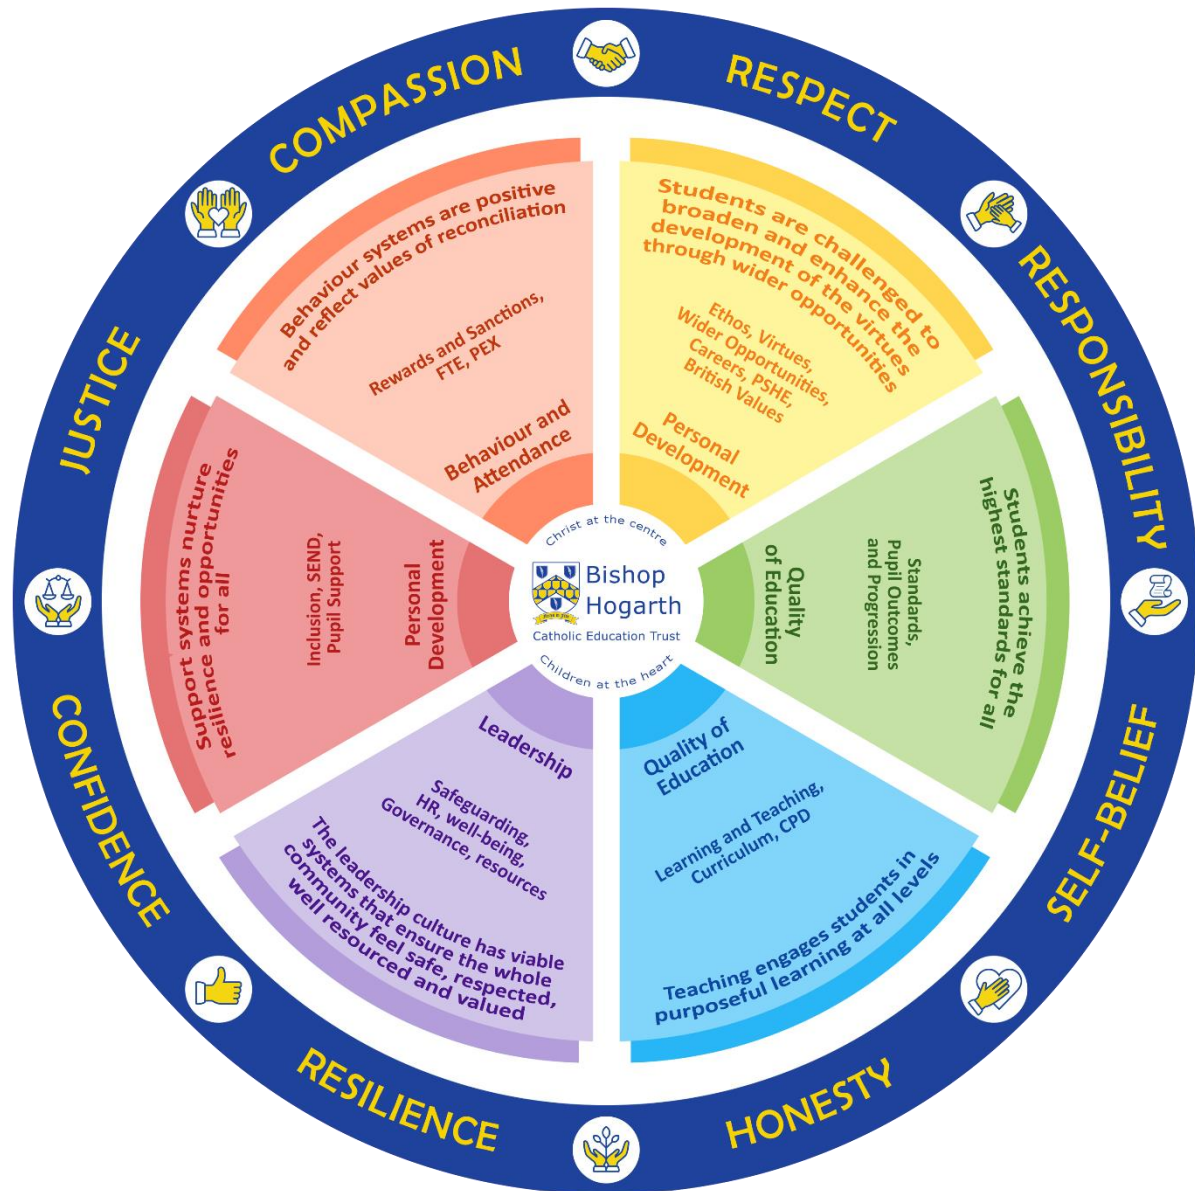 COMPASSION
RESPECT
RESPONSIBILITY
SELF-BELIEF
HONESTY
RESILIENCE
CONFIDENCE
JUSTICE
Behaviour systems are positive
and reflect values of reconciliation
Rewards and Sanctions,
FTE, PEX
Behaviour and
Attendance
Students are challenged to
broaden and enhance the
development of the virtues
through wider opportunities
Ethos, Virtues,
Wider Opportunities,
Careers, PSHE,
British Values
Personal
Development
Students achieve the
highest standards for all
Standards,
Pupil Outcomes
and Progression
Quality
of Education
Quality of
Education
Learning and Teaching,
Curriculum, CPD
Teaching engages students in
purposeful learning at all levels
Leadership
Safeguarding,
HR, well-being,
Governance, resources
The leadership culture has viable
systems that ensure the whole
community feel safe, respected,
well resourced and valued
Support systems nurture
resilience and opportunities
for all
Inclusion, SEND,
Pupil Support
Personal
Development
Christ at the centre
Bishop
Hogarth
Catholic Education Trust
Children at the heart